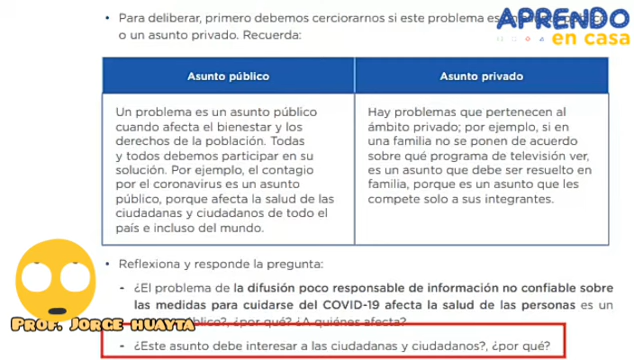 APRENDO
en casa
• Para deliberar, primero debemos cerciorarnos si este problema es
o un asunto privado. Recuerda:
Asunto público
Un problema es un asunto público
cuando afecta el bienestar y los
derechos de la población. Todas
y todos debemos participar en su
solución. Por ejemplo, el contagio
por el coronavirus es un asunto
público, porque afecta la salud de las
ciudadanas y ciudadanos de todo el
país e incluso del mundo.
Asunto privado
Hay problemas que pertenecen al
ámbito privado; por ejemplo, si en
una familia no se ponen de acuerdo
sobre qué programa de televisión ver,
es un asunto que debe ser resuelto en
familia, porque es un asunto que les
compete solo a sus integrantes.
• Reflexiona y responde la pregunta:
- ¿El problema de la difusión poco responsable de información no confiable sobre
las medidas para cuidarse del COVID-19 afecta la salud de las personas es un
¿por qué? ¿A quiénes afecta?
Prof. Jorge huayta
- ¿Este asunto debe interesar a las ciudadanas y ciudadanos?, ¿por qué?